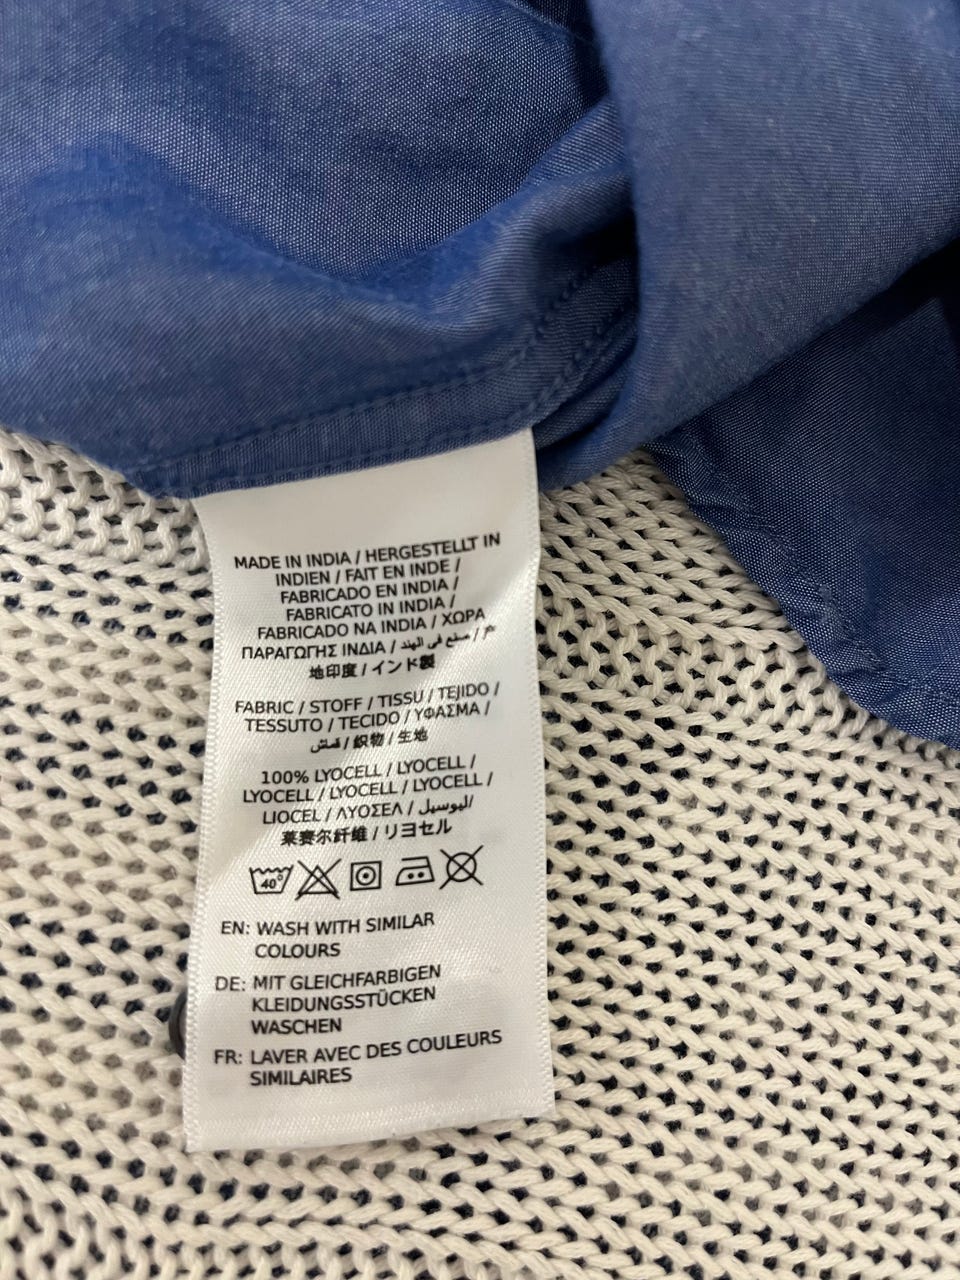 MADE IN INDIA / HERGESTELLT IN
INDIEN / FAIT EN INDE /
FABRICADO EN INDIA /
FABRICATO IN INDIA /
FABRICADO NA INDIA / ΧΩΡΑ
ΠΑΡΑΓΩΓΗΣ ΙΝΔΙΑ / صنع في الهند /
地印度 / インド製
FABRIC / STOFF / TISSU / TEJIDO /
TESSUTO / TECIDO / ΥΦΑΣΜΑ /
قماش / 织物 / 生地
100% LYOCELL / LYOCELL /
LYOCELL / LYOCELL / LYOCELL /
LIOCEL / ΛΥΟΣΕΛ / ليوسيل/
莱赛尔纤维 / リヨセル
40°
EN: WASH WITH SIMILAR
COLOURS
DE: MIT GLEICHFARBIGEN
KLEIDUNGSSTÜCKEN
WASCHEN
FR: LAVER AVEC DES COULEURS
SIMILAIRES